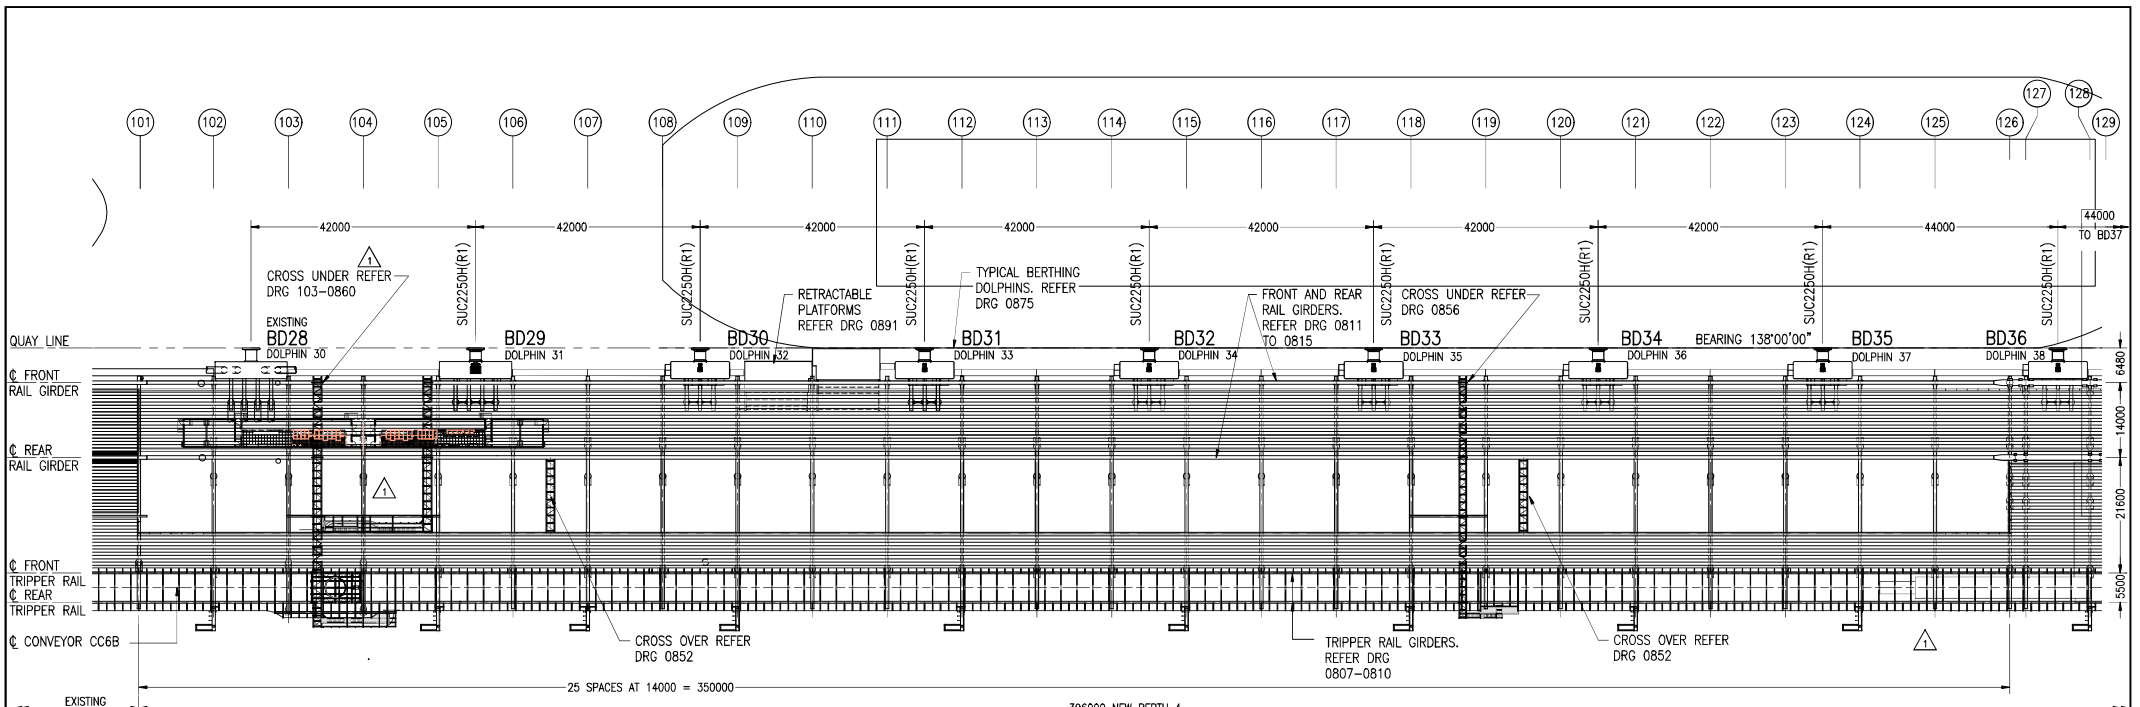 101
102
103
104
105
106
107
108
109
110
111
112
113
114
115
116
117
118
119
120
121
122
123
124
125
126
127
128
129
42000
42000
42000
42000
42000
42000
42000
44000
44000
TO BD37
SUC2250H(R1)
SUC2250H(R1)
SUC2250H(R1)
SUC2250H(R1)
SUC2250H(R1)
SUC2250H(R1)
SUC2250H(R1)
SUC2250H(R1)
1
CROSS UNDER REFER
DRG 103-0860
RETRACTABLE
PLATFORMS
REFER DRG 0891
TYPICAL BERTHING
DOLPHINS. REFER
DRG 0875
FRONT AND REAR
RAIL GIRDERS.
REFER DRG 0811
TO 0815
CROSS UNDER REFER
DRG 0856
QUAY LINE
EXISTING
BD28
DOLPHIN 30
BD29
DOLPHIN 31
BD30
DOLPHIN 32
BD31
DOLPHIN 33
BD32
DOLPHIN 34
BD33
DOLPHIN 35
BD34
DOLPHIN 36
BEARING 138°00'00"
BD35
DOLPHIN 37
BD36
DOLPHIN 38
℄ FRONT
RAIL GIRDER
℄ REAR
RAIL GIRDER
1
℄ FRONT
TRIPPER RAIL
℄ REAR
TRIPPER RAIL
℄ CONVEYOR CC6B
6480
14000
21600
5500
CROSS OVER REFER
DRG 0852
TRIPPER RAIL GIRDERS.
REFER DRG
0807-0810
CROSS OVER REFER
DRG 0852
1
25 SPACES AT 14000 = 350000
EXISTING
396000 NEW BERTH 4